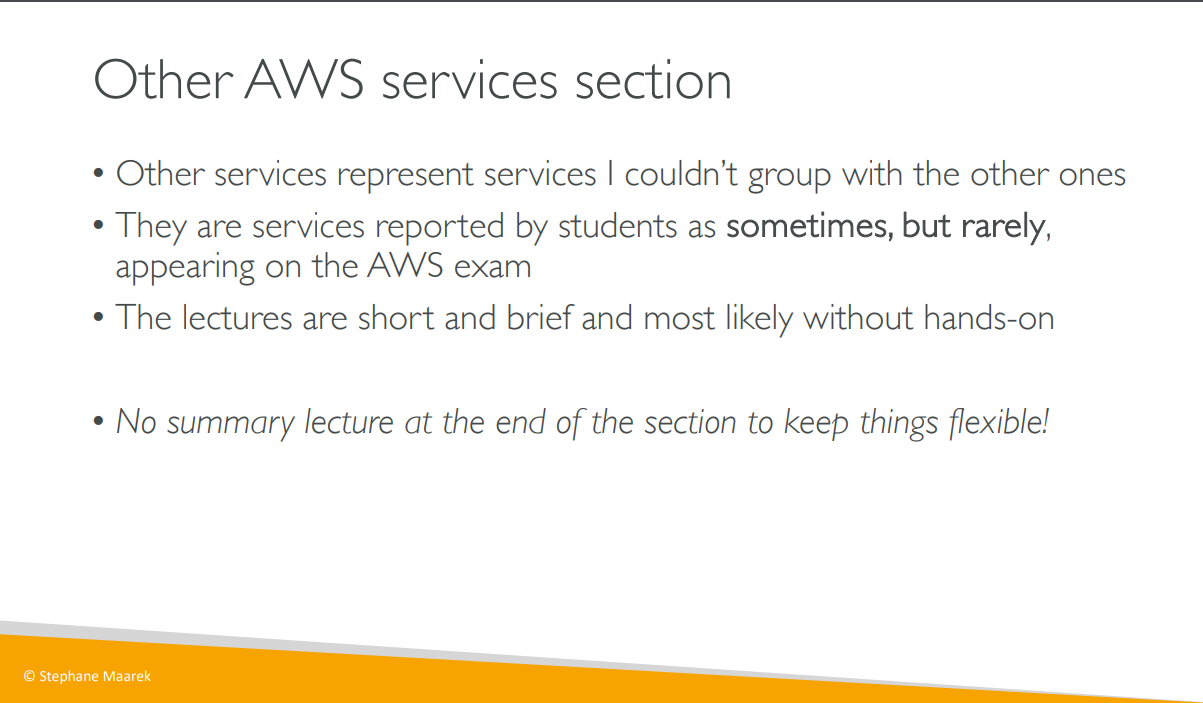 Other AWS services section
• Other services represent services I couldn’t group with the other ones
• They are services reported by students as sometimes, but rarely,
appearing on the AWS exam
• The lectures are short and brief and most likely without hands-on
• No summary lecture at the end of the section to keep things flexible!
© Stephane Maarek